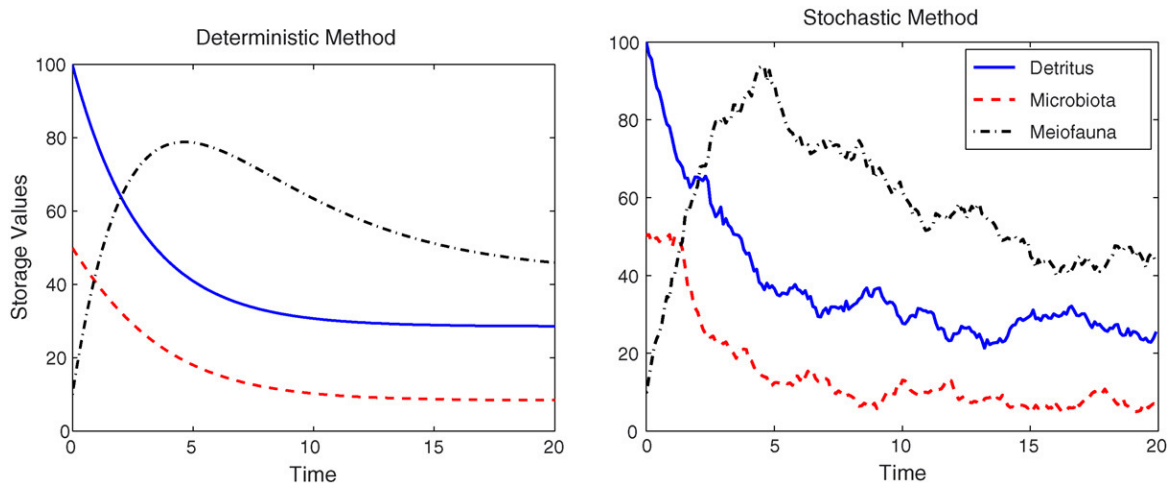 Deterministic Method
Storage Values
100
80
60
40
20
0
0 5 10 15 20
Time
Stochastic Method
Detritus
Microbiota
Meiofauna
100
80
60
40
20
0
0 5 10 15 20
Time